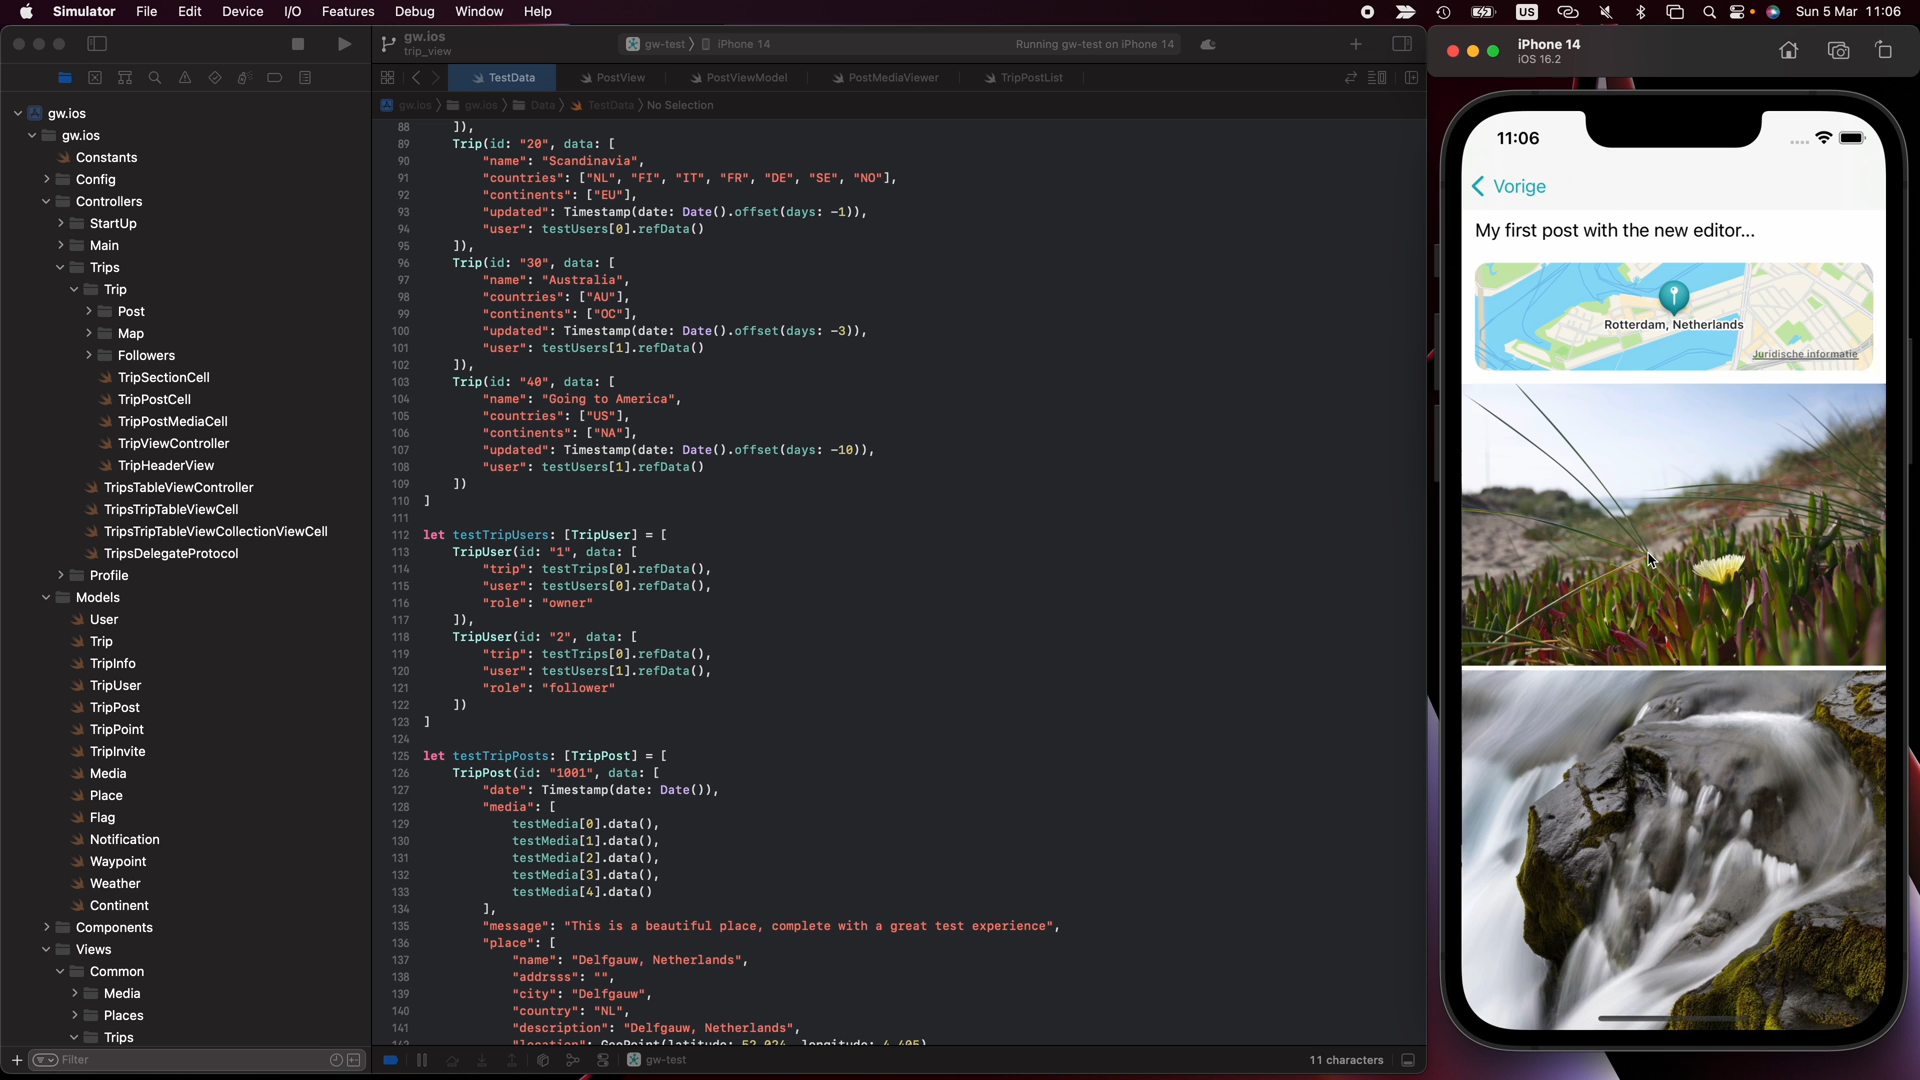 Simulator File Edit Device I/O Features Debug Window Help
US
Sun 5 Mar 11:06
gw.ios
trip_view
gw-test
iPhone 14
Running gw-test on iPhone 14
TestData
PostView
PostViewModel
PostMediaViewer
TripPostList
gw.ios
gw.ios
Data
TestData
No Selection
gw.ios
gw.ios
Constants
Config
Controllers
StartUp
Main
Trips
Trip
Post
Map
Followers
TripSectionCell
TripPostCell
TripPostMediaCell
TripViewController
TripHeaderView
TripsTableViewController
TripsTripTableViewCell
TripsTripTableViewCollectionViewCell
TripsDelegateProtocol
Profile
Models
User
Trip
TripInfo
TripUser
TripPost
TripPoint
TripInvite
Media
Place
Flag
Notification
Waypoint
Weather
Continent
Components
Views
Common
Media
Places
Trips
Filter
88 ]),
89 Trip(id: "20", data: [
90 "name": "Scandinavia",
91 "countries": ["NL", "FI", "IT", "FR", "DE", "SE", "NO"],
92 "continents": ["EU"],
93 "updated": Timestamp(date: Date().offset(days: -1)),
94 "user": testUsers[0].refData()
95 ]),
96 Trip(id: "30", data: [
97 "name": "Australia",
98 "countries": ["AU"],
99 "continents": ["OC"],
100 "updated": Timestamp(date: Date().offset(days: -3)),
101 "user": testUsers[1].refData()
102 ]),
103 Trip(id: "40", data: [
104 "name": "Going to America",
105 "countries": ["US"],
106 "continents": ["NA"],
107 "updated": Timestamp(date: Date().offset(days: -10)),
108 "user": testUsers[1].refData()
109 ])
110 ]
111
112 let testTripUsers: [TripUser] = [
113 TripUser(id: "1", data: [
114 "trip": testTrips[0].refData(),
115 "user": testUsers[0].refData(),
116 "role": "owner"
117 ]),
118 TripUser(id: "2", data: [
119 "trip": testTrips[0].refData(),
120 "user": testUsers[1].refData(),
121 "role": "follower"
122 ])
123 ]
124
125 let testTripPosts: [TripPost] = [
126 TripPost(id: "1001", data: [
127 "date": Timestamp(date: Date()),
128 "media": [
129 testMedia[0].data(),
130 testMedia[1].data(),
131 testMedia[2].data(),
132 testMedia[3].data(),
133 testMedia[4].data()
134 ],
135 "message": "This is a beautiful place, complete with a great test experience",
136 "place": [
137 "name": "Delfgauw, Netherlands",
138 "addrsss": "",
139 "city": "Delfgauw",
140 "country": "NL",
141 "description": "Delfgauw, Netherlands",
142 "location": GeoPoint(latitude: 52.024, longitude: 4.405)
gw-test
11 characters
iPhone 14
iOS 16.2
11:06
Vorige
My first post with the new editor...
Rotterdam, Netherlands
Juridische informatie